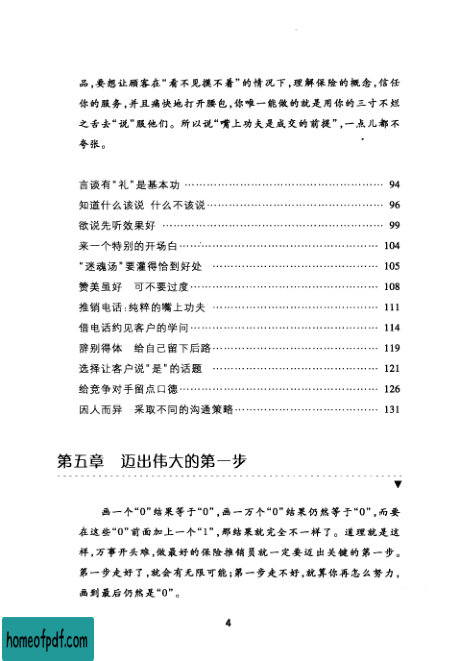 品,要想让顾客在“看不见摸不着”的情况下,理解保险的概念,信任
你的服务,并且痛快地打开腰包,你唯一能做的就是用你的三寸不烂
之舌去“说”服他们。所以说“嘴上功夫是成交的前提”,一点儿都不
夸张。
言谈有“礼”是基本功 …………………………………………… 94
知道什么该说 什么不该说…………………………………… 96
欲说先听效果好 ……………………………………………… 99
来一个特别的开场白………………………………………… 104
“迷魂汤”要灌得恰到好处 ………………………………… 105
赞美虽好 可不要过度……………………………………… 108
推销电话:纯粹的嘴上功夫 ………………………………… 111
借电话约见客户的学问……………………………………… 114
辞别得体 给自己留下后路………………………………… 119
选择让客户说“是”的话题 ………………………………… 121
给竞争对手留点口德………………………………………… 126
因人而异 采取不同的沟通策略…………………………… 131
第五章 迈出伟大的第一步
画一个“0”结果等于“0”,画一万个“0”结果仍然等于“0”,而要
在这些“0”前面加上一个“1”,那结果就完全不一样了。道理就是这
样,万事开头难,做最好的保险推销员就一定要迈出关键的第一步。
第一步走好了,就会有无限可能;第一步走不好,就算你再怎么努力,
画到最后仍然是“0”。
4
homeofpdf.com